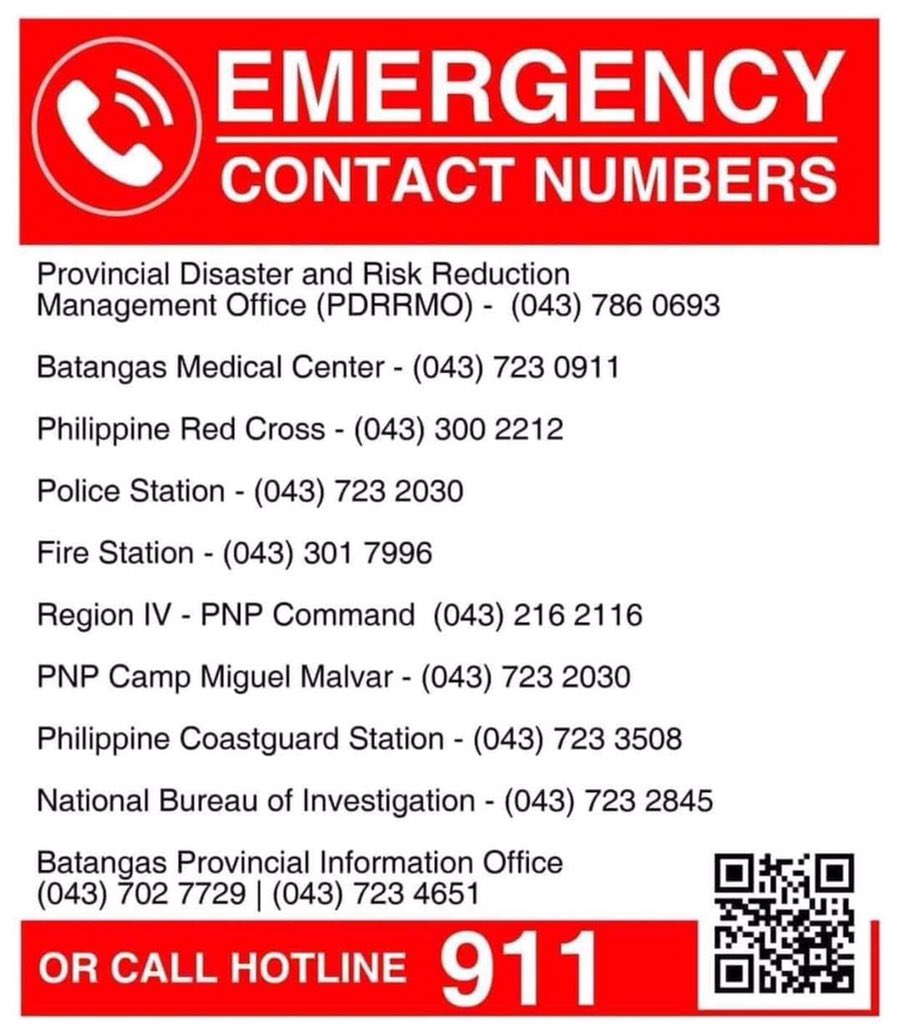 EMERGENCY
CONTACT NUMBERS
Provincial Disaster and Risk Reduction
Management Office (PDRRMO) - (043) 786 0693
Batangas Medical Center - (043) 723 0911
Philippine Red Cross - (043) 300 2212
Police Station - (043) 723 2030
Fire Station - (043) 301 7996
Region IV - PNP Command (043) 216 2116
PNP Camp Miguel Malvar - (043) 723 2030
Philippine Coastguard Station - (043) 723 3508
National Bureau of Investigation - (043) 723 2845
Batangas Provincial Information Office
(043) 702 7729 | (043) 723 4651
OR CALL HOTLINE 911